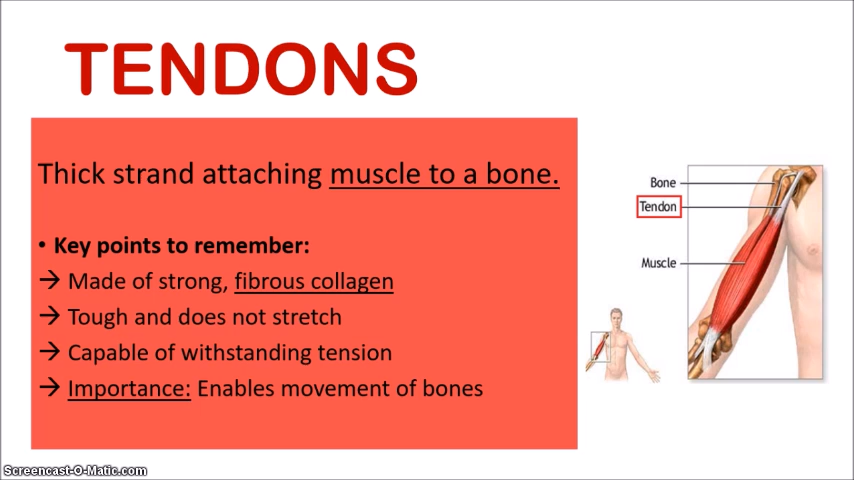 TENDONS
Thick strand attaching muscle to a bone.
• Key points to remember:
→ Made of strong, fibrous collagen
→ Tough and does not stretch
→ Capable of withstanding tension
→ Importance: Enables movement of bones
Bone
Tendon
Muscle
Screencast-O-Matic.com